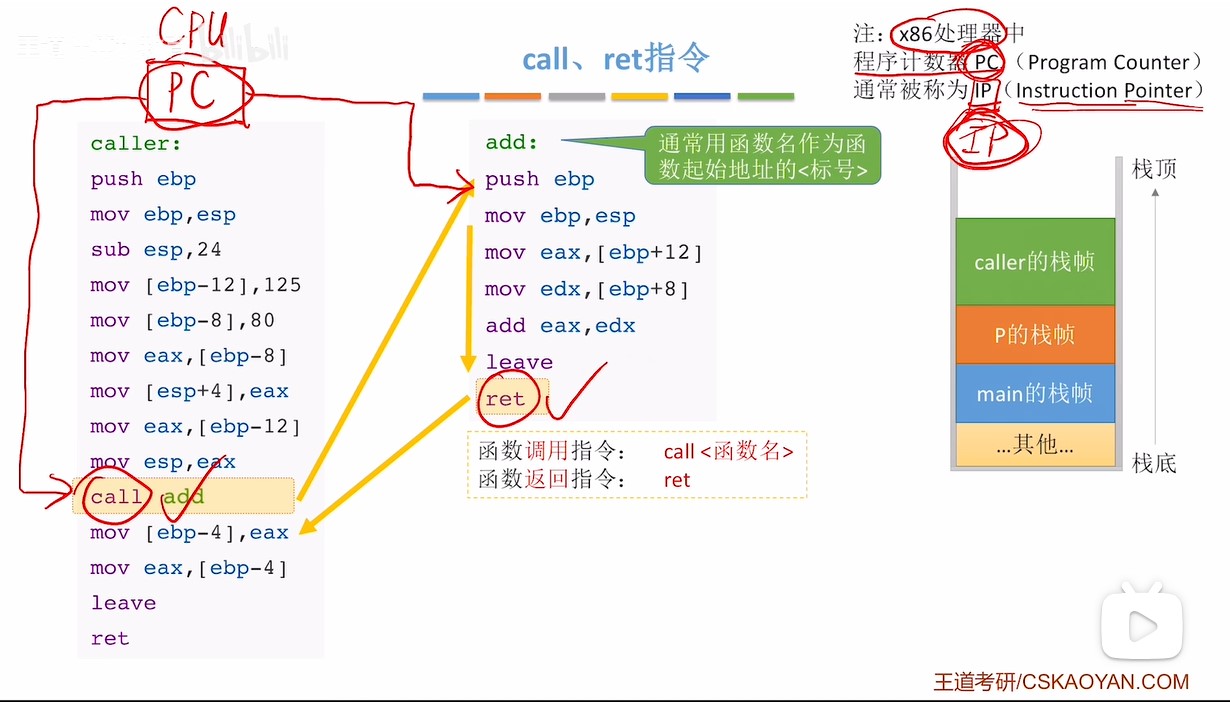 CPU
PC
bilibili
call、ret指令
注：x86处理器中
程序计数器 PC（Program Counter）
通常被称为 IP（Instruction Pointer）
IP
caller:
push ebp
mov ebp,esp
sub esp,24
mov [ebp-12],125
mov [ebp-8],80
mov eax,[ebp-8]
mov [esp+4],eax
mov eax,[ebp-12]
mov esp,eax
call add
mov [ebp-4],eax
mov eax,[ebp-4]
leave
ret
add:
push ebp
mov ebp,esp
mov eax,[ebp+12]
mov edx,[ebp+8]
add eax,edx
leave
ret
通常用函数名作为函
数起始地址的<标号>
函数调用指令： call <函数名>
函数返回指令： ret
栈顶
caller的栈帧
P的栈帧
main的栈帧
...其他...
栈底
王道考研/CSKAOYAN.COM